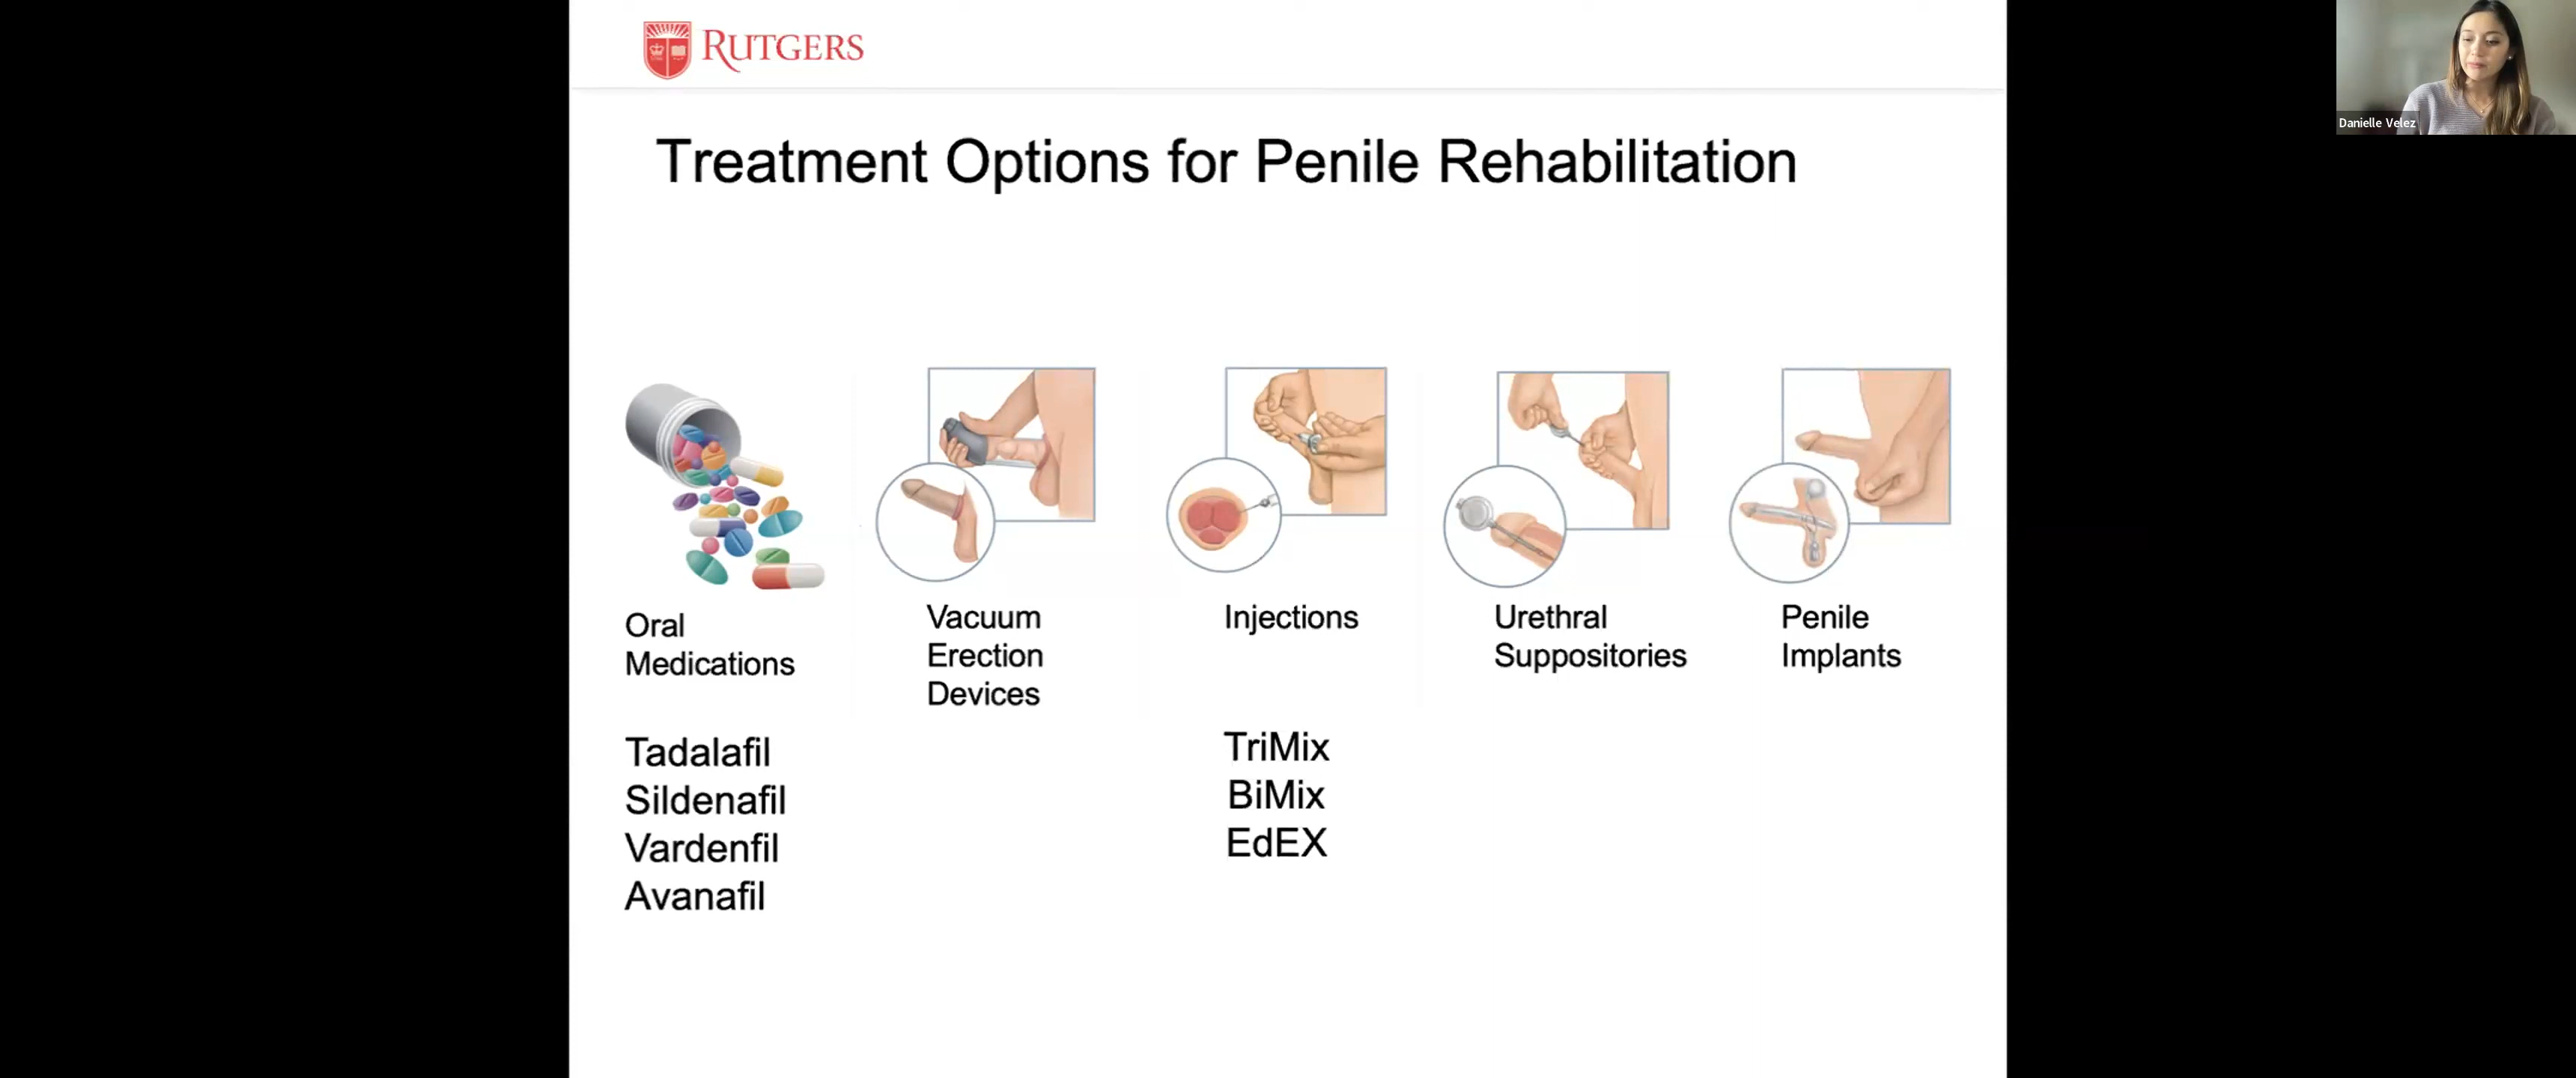 RUTGERS
Danielle Velez
Treatment Options for Penile Rehabilitation
Oral
Medications
Vacuum
Erection
Devices
Injections
Urethral
Suppositories
Penile
Implants
Tadalafil
Sildenafil
Vardenfil
Avanafil
TriMix
BiMix
EdEX